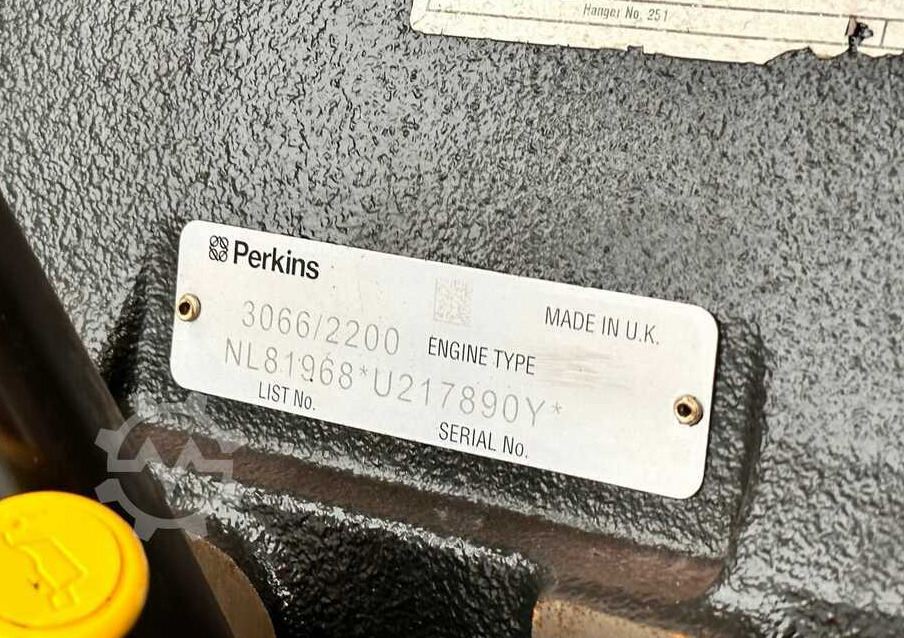 Hanger No. 251
Perkins
MADE IN U.K.
3066/2200 ENGINE TYPE
NL81968*U217890Y*
LIST No. SERIAL No.